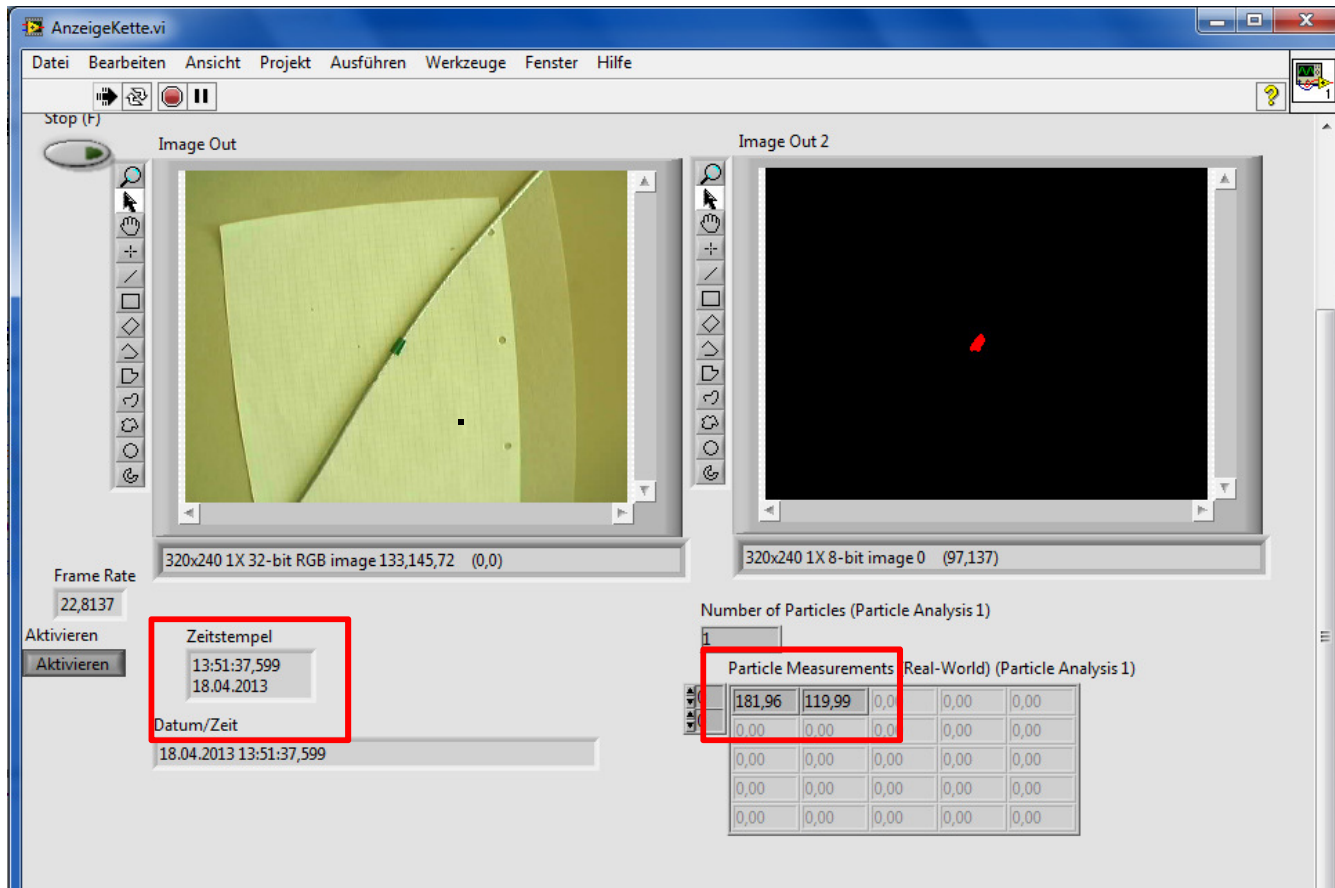 AnzeigeKette.vi
Datei Bearbeiten Ansicht Projekt Ausführen Werkzeuge Fenster Hilfe
1
Stop (F)
Image Out
Image Out 2
320x240 1X 32-bit RGB image 133,145,72 (0,0)
320x240 1X 8-bit image 0 (97,137)
Frame Rate
22,8137
Aktivieren
Aktivieren
Zeitstempel
13:51:37,599
18.04.2013
Datum/Zeit
18.04.2013 13:51:37,599
Number of Particles (Particle Analysis 1)
1
Particle Measurements (Real-World) (Particle Analysis 1)
181,96 119,99 0,00 0,00 0,00
0,00 0,00 0,00 0,00 0,00
0,00 0,00 0,00 0,00 0,00
0,00 0,00 0,00 0,00 0,00
0,00 0,00 0,00 0,00 0,00